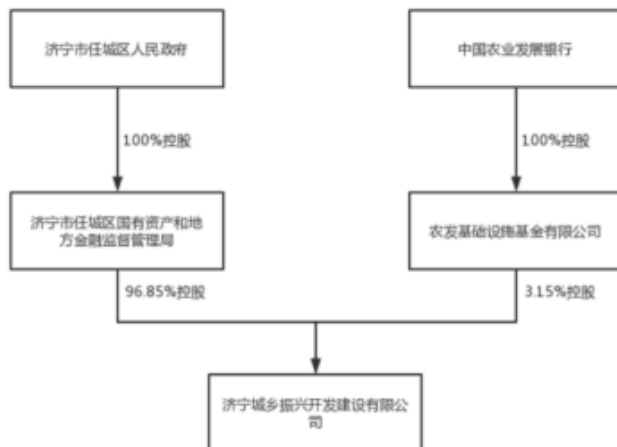 济宁市任城区人民政府
中国农业发展银行
100%控股
100%控股
济宁市任城区国有资产和地
方金融监督管理局
农发基础设施基金有限公司
96.85%控股
3.15%控股
济宁城乡振兴开发建设有限公
司